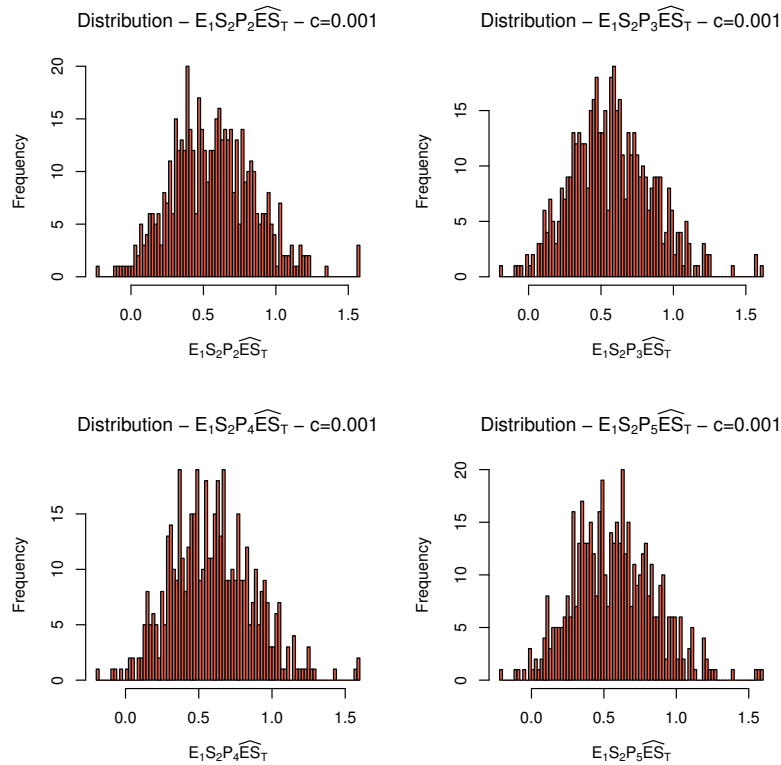 Distribution − E₁S₂P₂ÊS_T − c=0.001
Frequency
20
15
10
5
0
0.0 0.5 1.0 1.5
E₁S₂P₂ÊS_T
Distribution − E₁S₂P₃ÊS_T − c=0.001
Frequency
15
10
5
0
0.0 0.5 1.0 1.5
E₁S₂P₃ÊS_T
Distribution − E₁S₂P₄ÊS_T − c=0.001
Frequency
15
10
5
0
0.0 0.5 1.0 1.5
E₁S₂P₄ÊS_T
Distribution − E₁S₂P₅ÊS_T − c=0.001
Frequency
20
15
10
5
0
0.0 0.5 1.0 1.5
E₁S₂P₅ÊS_T